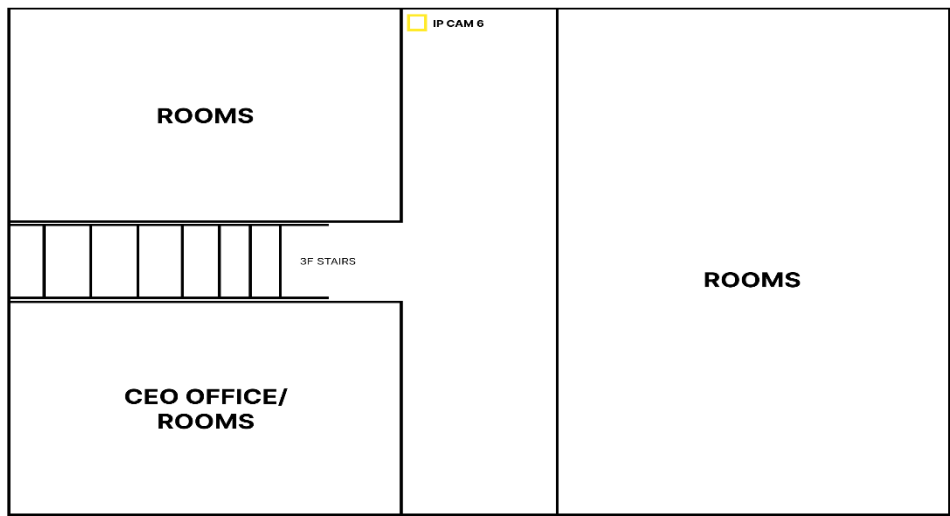 IP CAM 6
ROOMS
3F STAIRS
ROOMS
CEO OFFICE/
ROOMS